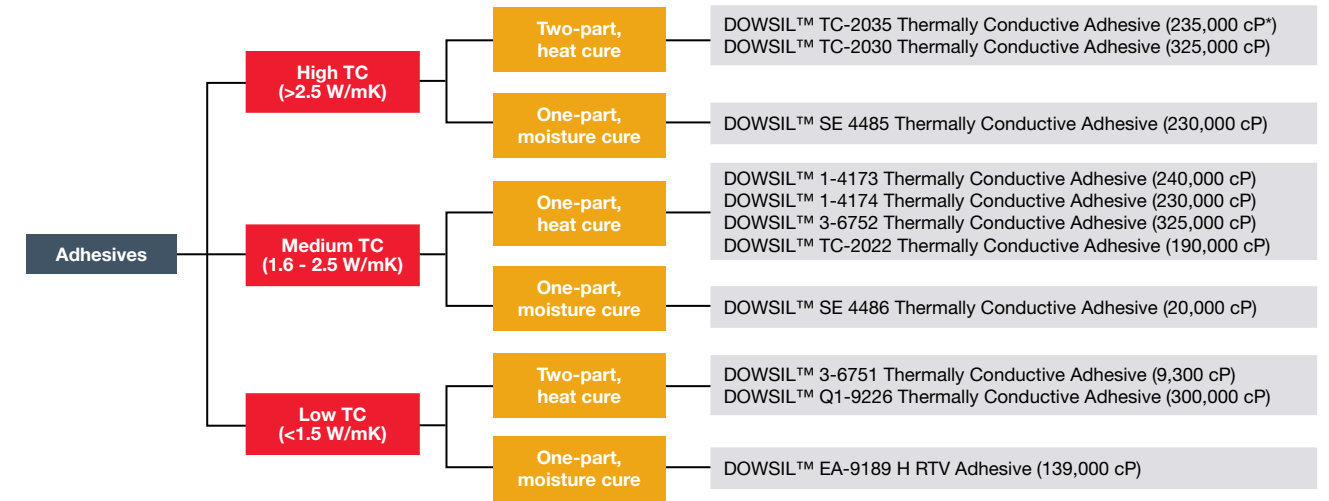 Adhesives
High TC
(>2.5 W/mK)
Two-part,
heat cure
DOWSIL™ TC-2035 Thermally Conductive Adhesive (235,000 cP*)
DOWSIL™ TC-2030 Thermally Conductive Adhesive (325,000 cP)
One-part,
moisture cure
DOWSIL™ SE 4485 Thermally Conductive Adhesive (230,000 cP)
Medium TC
(1.6 - 2.5 W/mK)
One-part,
heat cure
DOWSIL™ 1-4173 Thermally Conductive Adhesive (240,000 cP)
DOWSIL™ 1-4174 Thermally Conductive Adhesive (230,000 cP)
DOWSIL™ 3-6752 Thermally Conductive Adhesive (325,000 cP)
DOWSIL™ TC-2022 Thermally Conductive Adhesive (190,000 cP)
One-part,
moisture cure
DOWSIL™ SE 4486 Thermally Conductive Adhesive (20,000 cP)
Low TC
(<1.5 W/mK)
Two-part,
heat cure
DOWSIL™ 3-6751 Thermally Conductive Adhesive (9,300 cP)
DOWSIL™ Q1-9226 Thermally Conductive Adhesive (300,000 cP)
One-part,
moisture cure
DOWSIL™ EA-9189 H RTV Adhesive (139,000 cP)